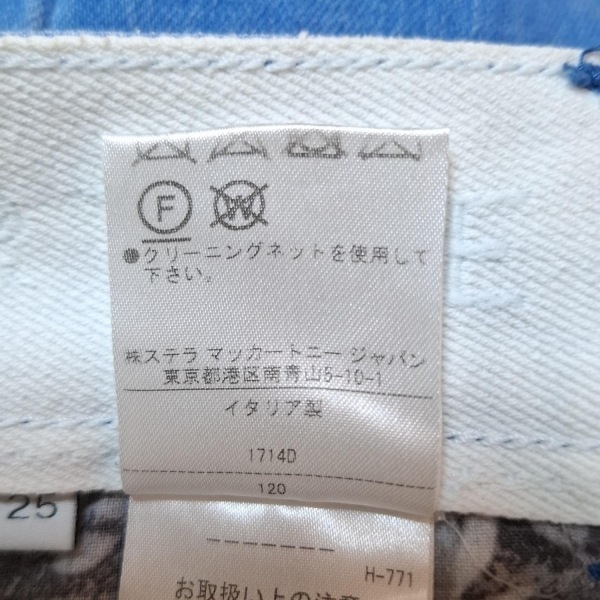 F
W
●クリーニングネットを使用して
下さい。
㈱ステラ マッカートニー ジャパン
東京都港区南青山5-10-1
イタリア製
1714D
120
25
-------
H-771
お取扱い上の注意